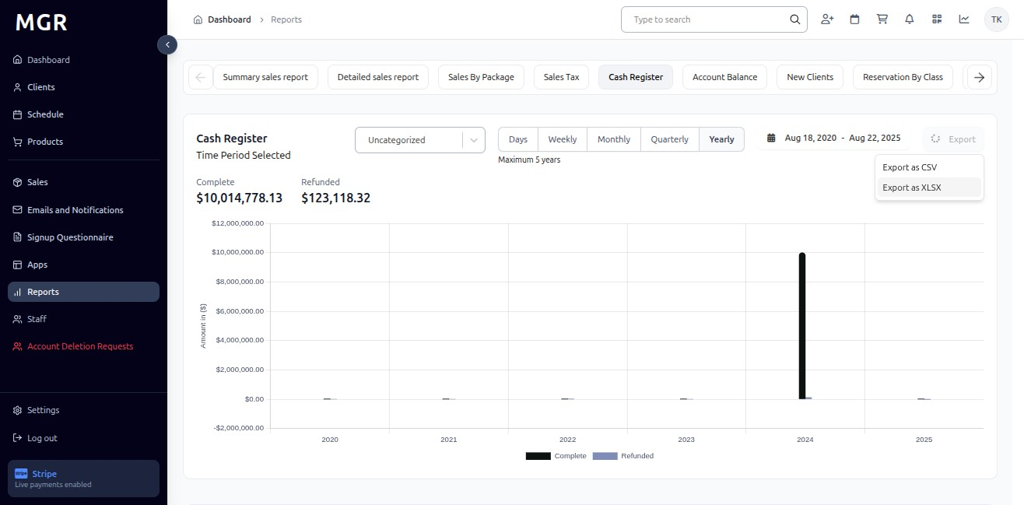 MGR
Dashboard
Clients
Schedule
Products
Sales
Emails and Notifications
Signup Questionnaire
Apps
Reports
Staff
Account Deletion Requests
Settings
Log out
stripe Stripe
Live payments enabled
Dashboard > Reports
Type to search
TK
Summary sales report
Detailed sales report
Sales By Package
Sales Tax
Cash Register
Account Balance
New Clients
Reservation By Class
Cash Register
Time Period Selected
Uncategorized
Days
Weekly
Monthly
Quarterly
Yearly
Maximum 5 years
Aug 18, 2020 - Aug 22, 2025
Export
Export as CSV
Export as XLSX
Complete
$10,014,778.13
Refunded
$123,118.32
Amount in ($)
$12,000,000.00
$10,000,000.00
$8,000,000.00
$6,000,000.00
$4,000,000.00
$2,000,000.00
$0.00
-$2,000,000.00
2020
2021
2022
2023
2024
2025
Complete
Refunded